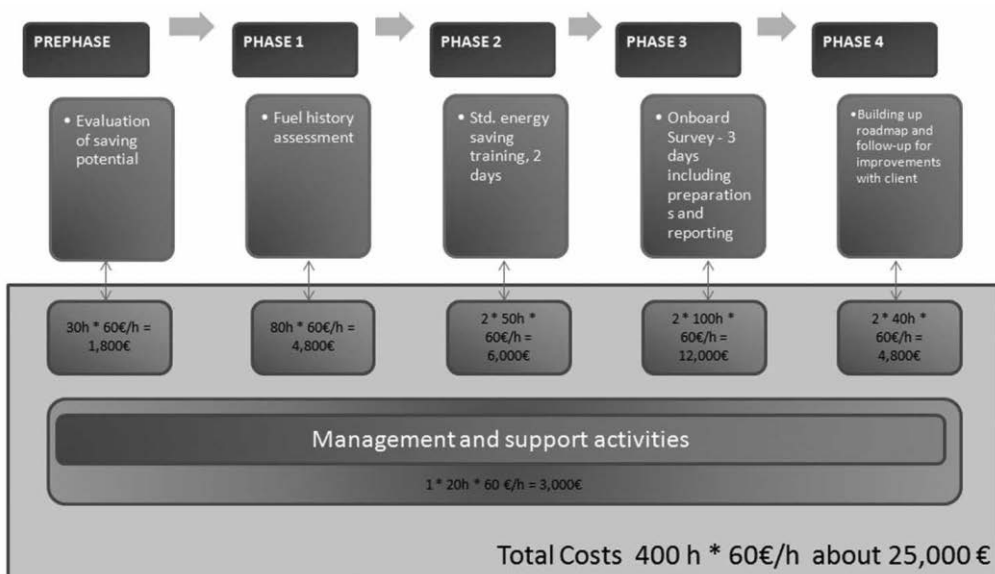 PREPHASE
PHASE 1
PHASE 2
PHASE 3
PHASE 4
• Evaluation
of saving
potential
• Fuel history
assessment
• Std. energy
saving
training, 2
days
• Onboard
Survey - 3
days
including
preparation
s and
reporting
•Building up
roadmap and
follow-up for
improvements
with client
30h * 60€/h =
1,800€
80h * 60€/h =
4,800€
2 * 50h *
60€/h =
6,000€
2 * 100h *
60€/h =
12,000€
2 * 40h *
60€/h =
4,800€
Management and support activities
1 * 20h * 60 €/h = 3,000€
Total Costs 400 h * 60€/h about 25,000 €